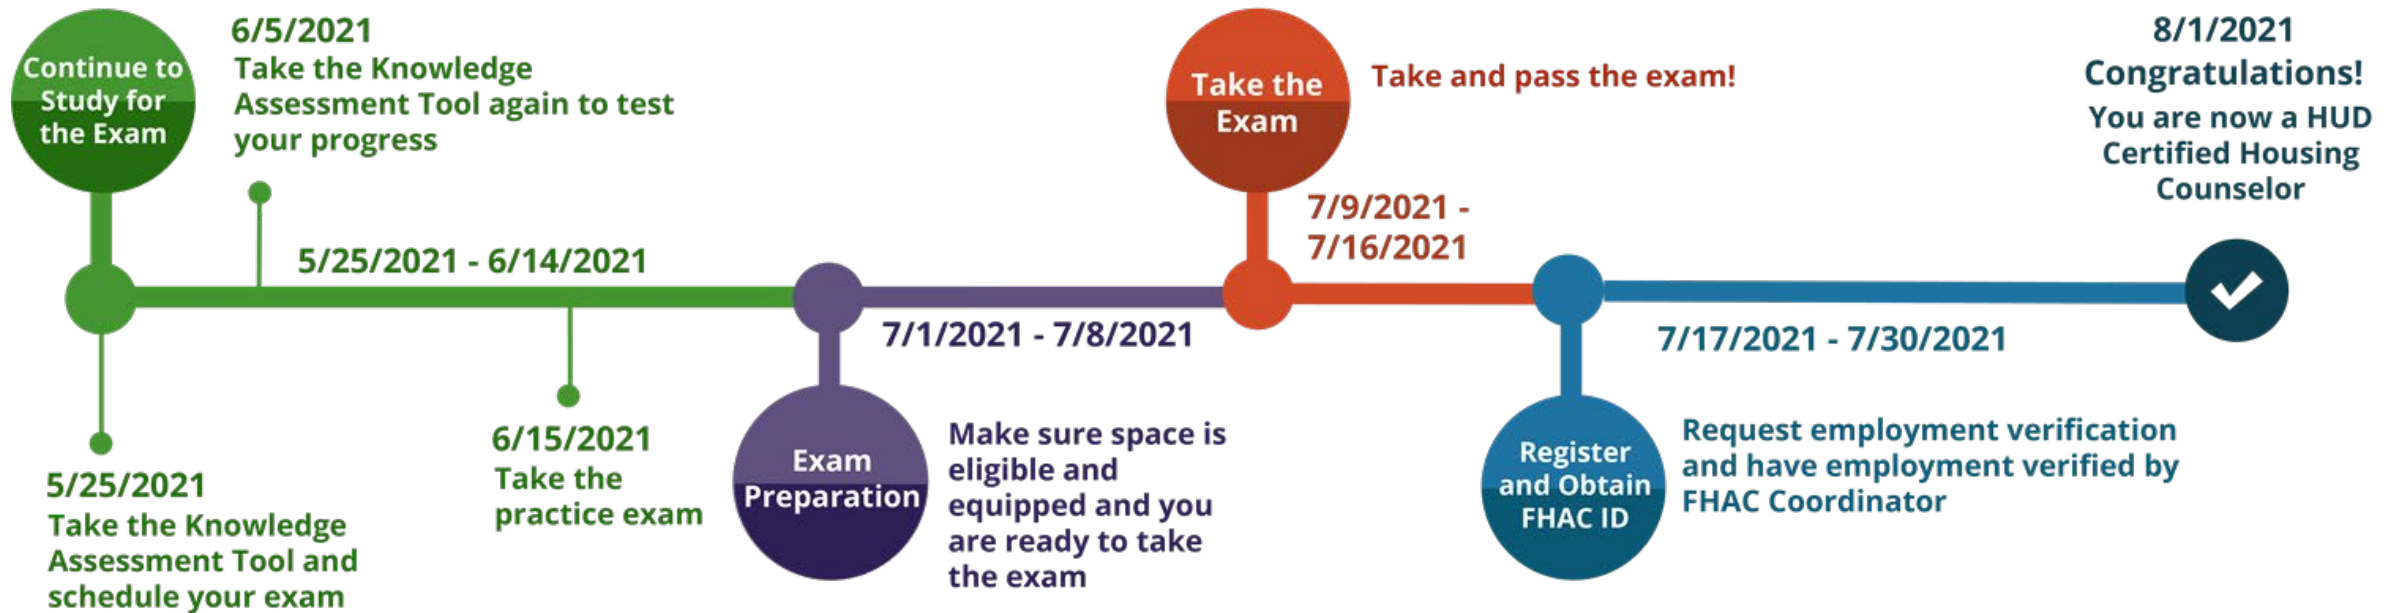 Continue to
Study for
the Exam
6/5/2021
Take the Knowledge
Assessment Tool again to test
your progress
5/25/2021 - 6/14/2021
5/25/2021
Take the Knowledge
Assessment Tool and
schedule your exam
6/15/2021
Take the
practice exam
Exam
Preparation
7/1/2021 - 7/8/2021
Make sure space is
eligible and
equipped and you
are ready to take
the exam
Take the
Exam
Take and pass the exam!
7/9/2021 -
7/16/2021
Register
and Obtain
FHAC ID
7/17/2021 - 7/30/2021
Request employment verification
and have employment verified by
FHAC Coordinator
8/1/2021
Congratulations!
You are now a HUD
Certified Housing
Counselor